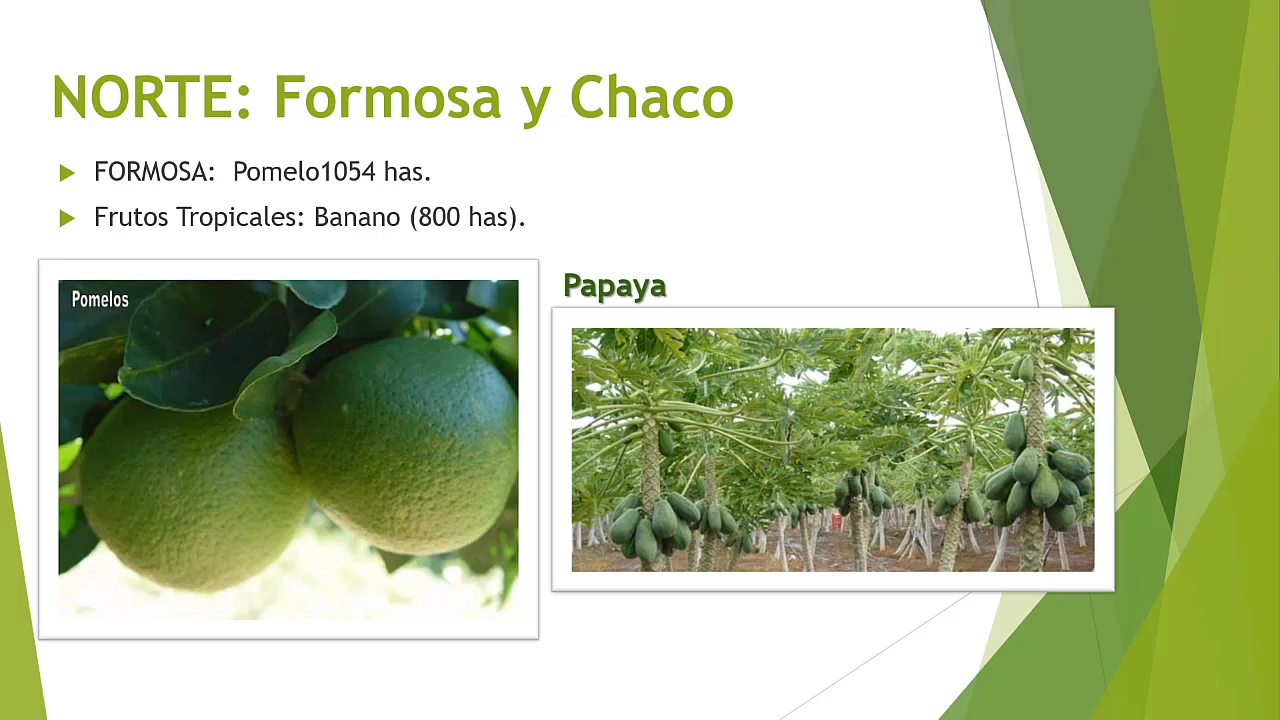 NORTE: Formosa y Chaco
FORMOSA: Pomelo1054 has.
Frutos Tropicales: Banano (800 has).
Pomelos
Papaya